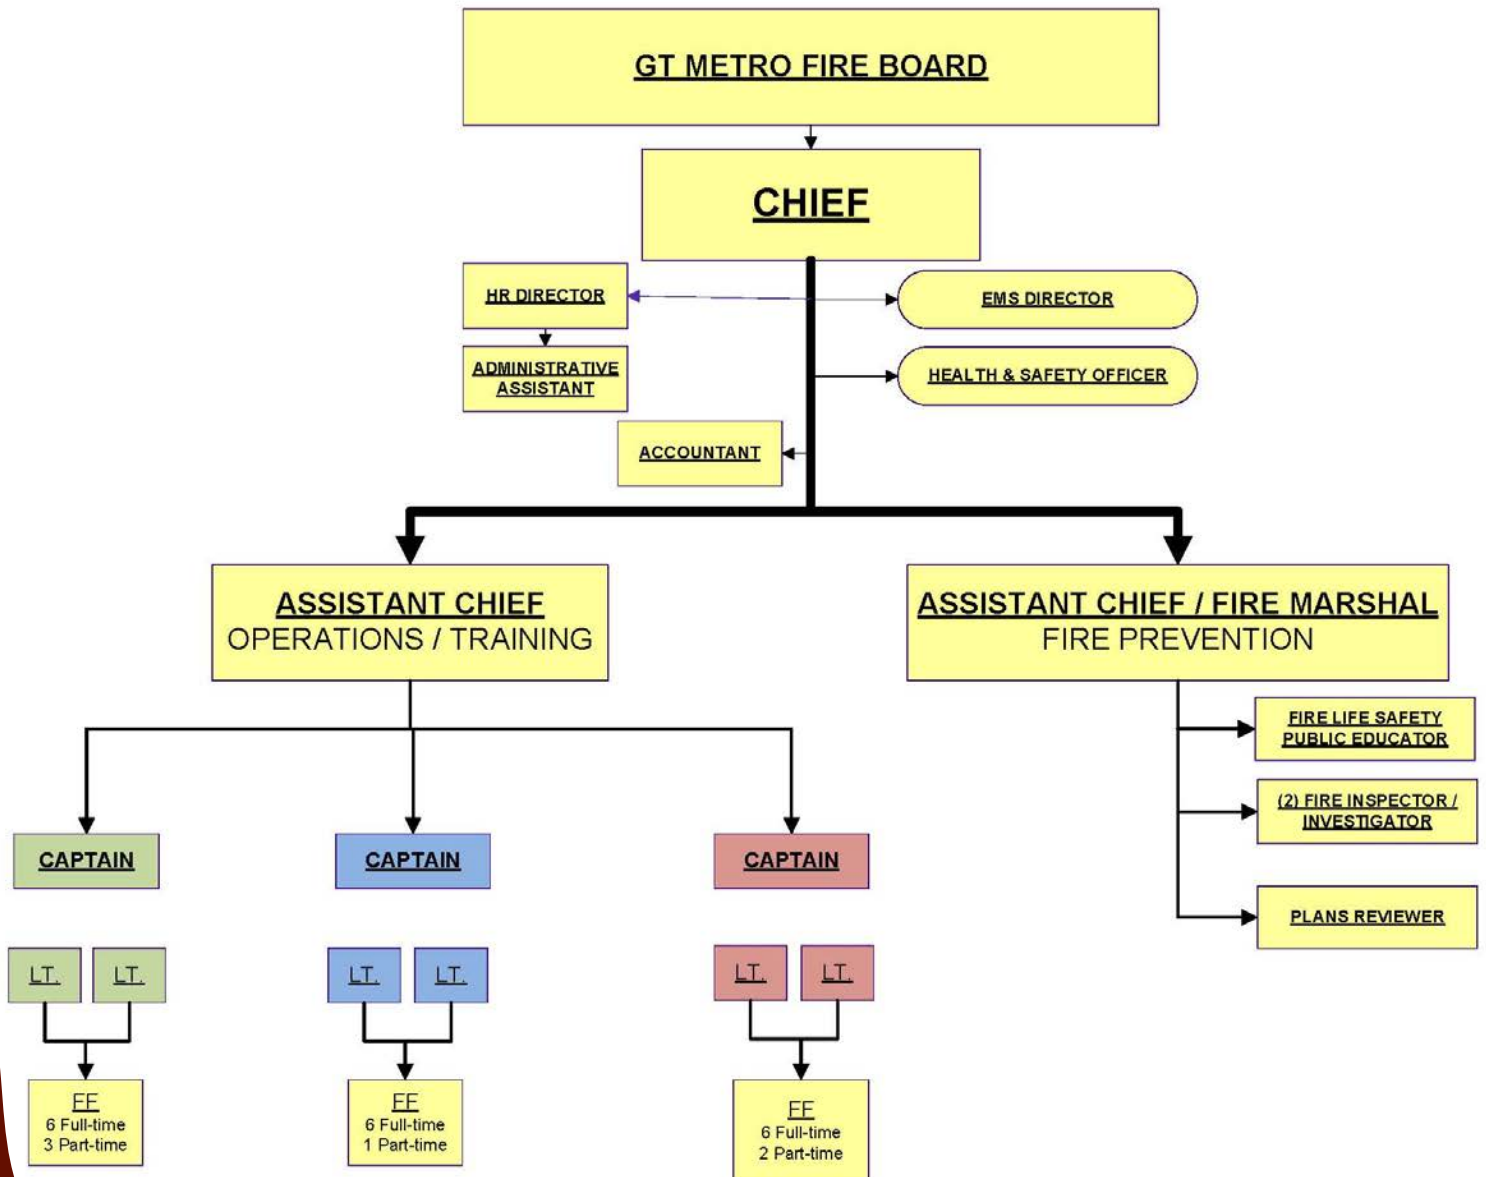 GT METRO FIRE BOARD
CHIEF
HR DIRECTOR
EMS DIRECTOR
ADMINISTRATIVE
ASSISTANT
HEALTH & SAFETY OFFICER
ACCOUNTANT
ASSISTANT CHIEF
OPERATIONS / TRAINING
ASSISTANT CHIEF / FIRE MARSHAL
FIRE PREVENTION
FIRE LIFE SAFETY
PUBLIC EDUCATOR
(2) FIRE INSPECTOR /
INVESTIGATOR
PLANS REVIEWER
CAPTAIN
CAPTAIN
CAPTAIN
LT.
LT.
LT.
LT.
LT.
LT.
FF
6 Full-time
3 Part-time
FF
6 Full-time
1 Part-time
FF
6 Full-time
2 Part-time